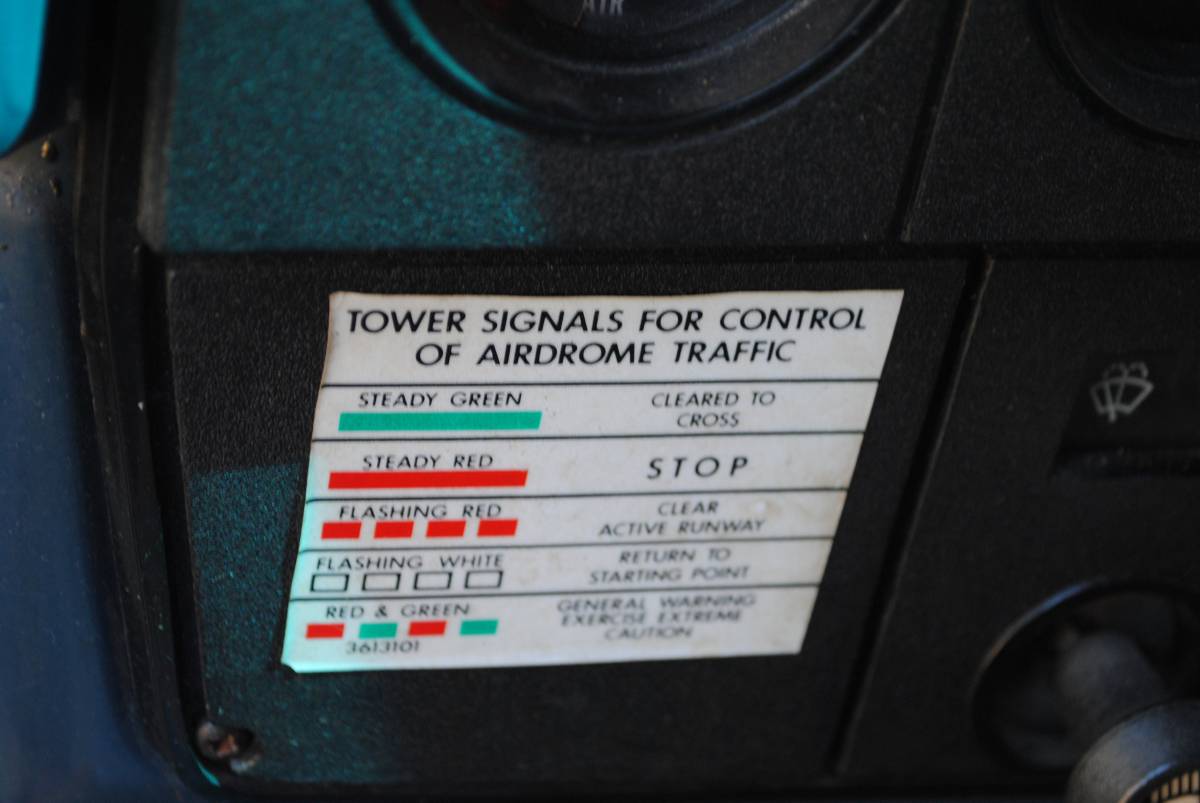 AIR
TOWER SIGNALS FOR CONTROL
OF AIRDROME TRAFFIC
STEADY GREEN
CLEARED TO
CROSS
STEADY RED
STOP
FLASHING RED
CLEAR
ACTIVE RUNWAY
FLASHING WHITE
RETURN TO
STARTING POINT
RED & GREEN
GENERAL WARNING
EXERCISE EXTREME
CAUTION
3613101